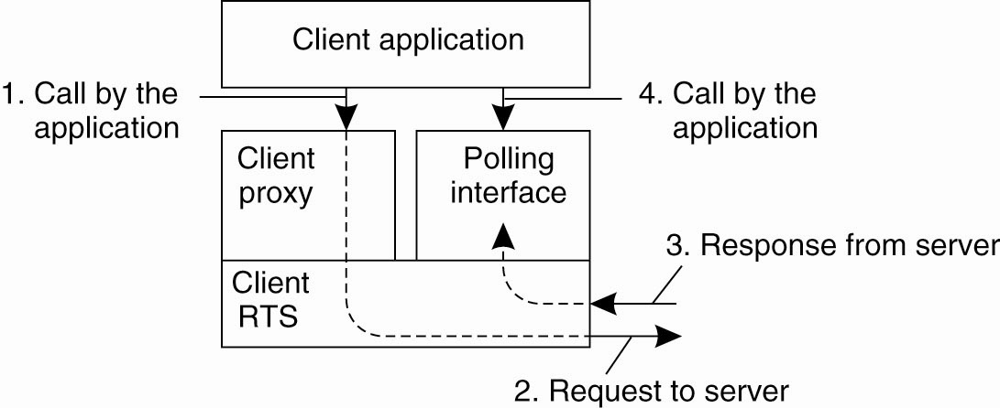 Client application
1. Call by the
application
4. Call by the
application
Client
proxy
Polling
interface
3. Response from server
Client
RTS
2. Request to server